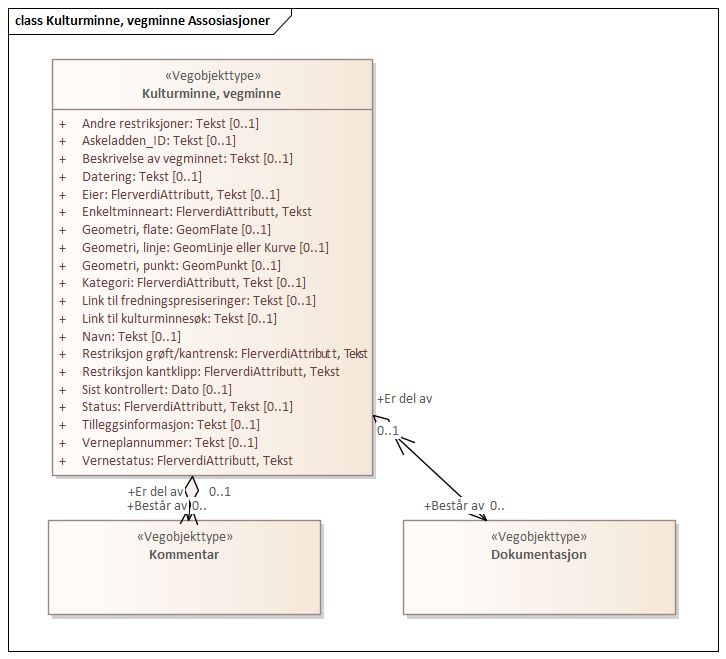 class Kulturminne, vegminne Assosiasjoner
«Vegobjekttype»
Kulturminne, vegminne
+ Andre restriksjoner: Tekst [0..1]
+ Askeladden_ID: Tekst [0..1]
+ Beskrivelse av vegminnet: Tekst [0..1]
+ Datering: Tekst [0..1]
+ Eier: FlerverdiAttributt, Tekst [0..1]
+ Enkeltminneart: FlerverdiAttributt, Tekst
+ Geometri, flate: GeomFlate [0..1]
+ Geometri, linje: GeomLinje eller Kurve [0..1]
+ Geometri, punkt: GeomPunkt [0..1]
+ Kategori: FlerverdiAttributt, Tekst [0..1]
+ Link til fredningspresiseringer: Tekst [0..1]
+ Link til kulturminnesøk: Tekst [0..1]
+ Navn: Tekst [0..1]
+ Restriksjon grøft/kantrensk: FlerverdiAttributt, Tekst
+ Restriksjon kantklipp: FlerverdiAttributt, Tekst
+ Sist kontrollert: Dato [0..1]
+ Status: FlerverdiAttributt, Tekst [0..1]
+ Tilleggsinformasjon: Tekst [0..1]
+ Verneplannummer: Tekst [0..1]
+ Vernestatus: FlerverdiAttributt, Tekst
+Er del av
0..1
+Er del av 0..1
+Består av 0..
+Består av 0..
«Vegobjekttype»
Kommentar
«Vegobjekttype»
Dokumentasjon